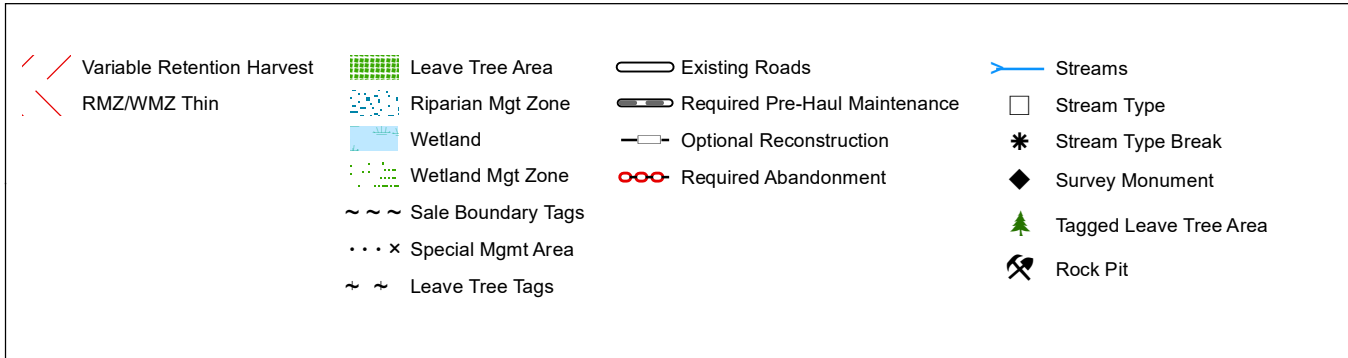 Variable Retention Harvest
RMZ/WMZ Thin
Leave Tree Area
Riparian Mgt Zone
Wetland
Wetland Mgt Zone
Sale Boundary Tags
Special Mgmt Area
Leave Tree Tags
Existing Roads
Required Pre-Haul Maintenance
Optional Reconstruction
Required Abandonment
Streams
Stream Type
Stream Type Break
Survey Monument
Tagged Leave Tree Area
Rock Pit